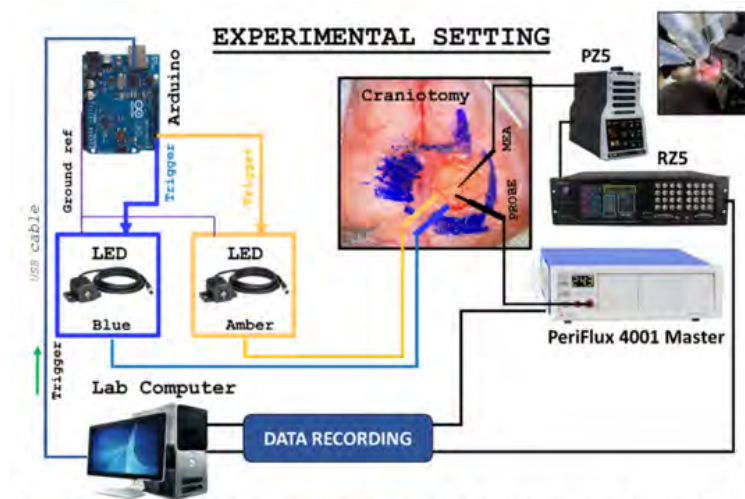 EXPERIMENTAL SETTING
Arduino
Ground ref
Trigger
Trigger
USB cable
Trigger
LED
Blue
LED
Amber
Craniotomy
MEA
PROBE
PZ5
RZ5
PeriFlux 4001 Master
Lab Computer
DATA RECORDING